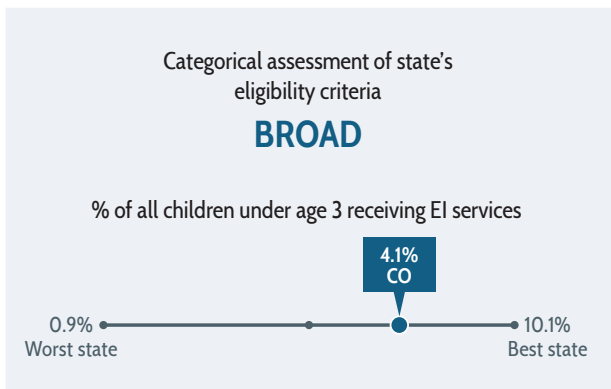 Categorical assessment of state’s
eligibility criteria
BROAD
% of all children under age 3 receiving EI services
4.1%
CO
0.9%
Worst state
10.1%
Best state